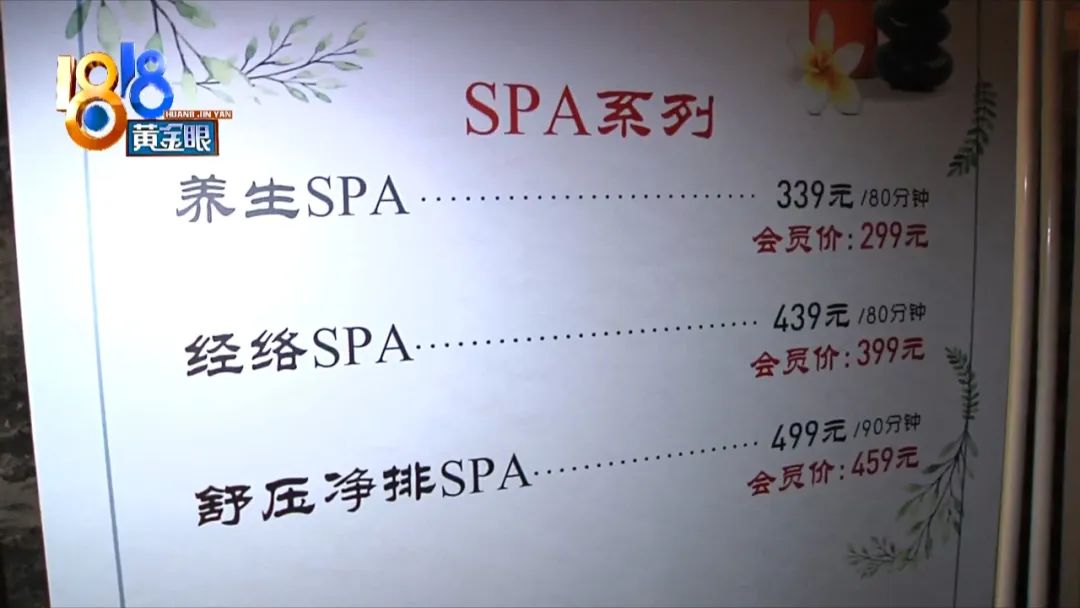 1818
HUANG JIN YAN
黄金眼
SPA系列
养生SPA 339元/80分钟
会员价:299元
经络SPA 439元/80分钟
会员价:399元
舒压净排SPA 499元/90分钟
会员价:459元